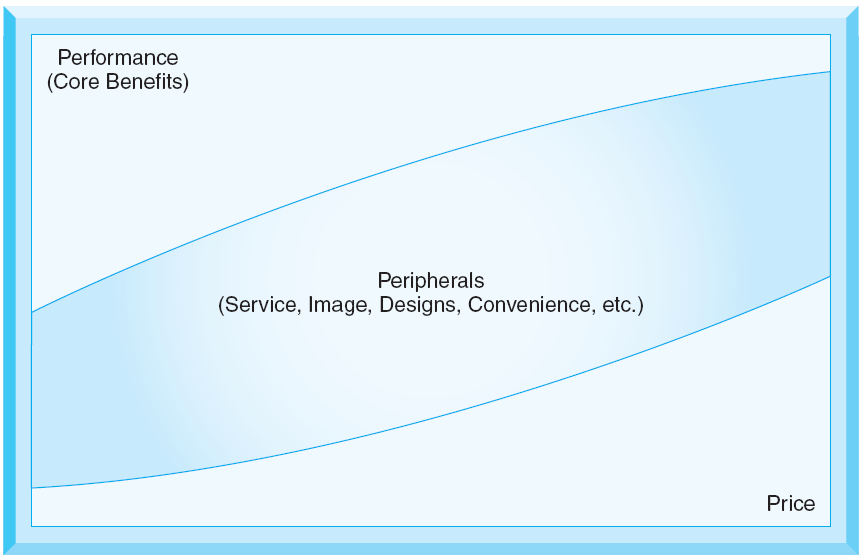 Performance
(Core Benefits)
Peripherals
(Service, Image, Designs, Convenience, etc.)
Price